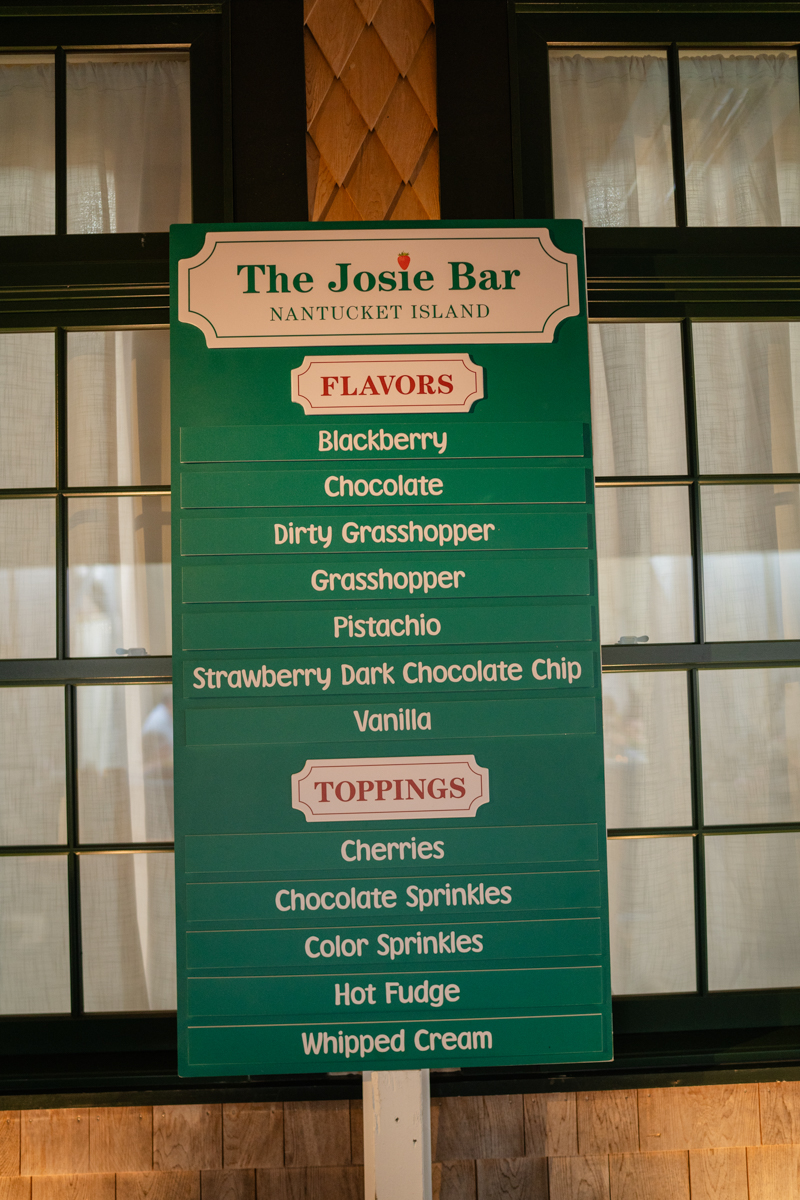 The Josie Bar
NANTUCKET ISLAND
FLAVORS
Blackberry
Chocolate
Dirty Grasshopper
Grasshopper
Pistachio
Strawberry Dark Chocolate Chip
Vanilla
TOPPINGS
Cherries
Chocolate Sprinkles
Color Sprinkles
Hot Fudge
Whipped Cream